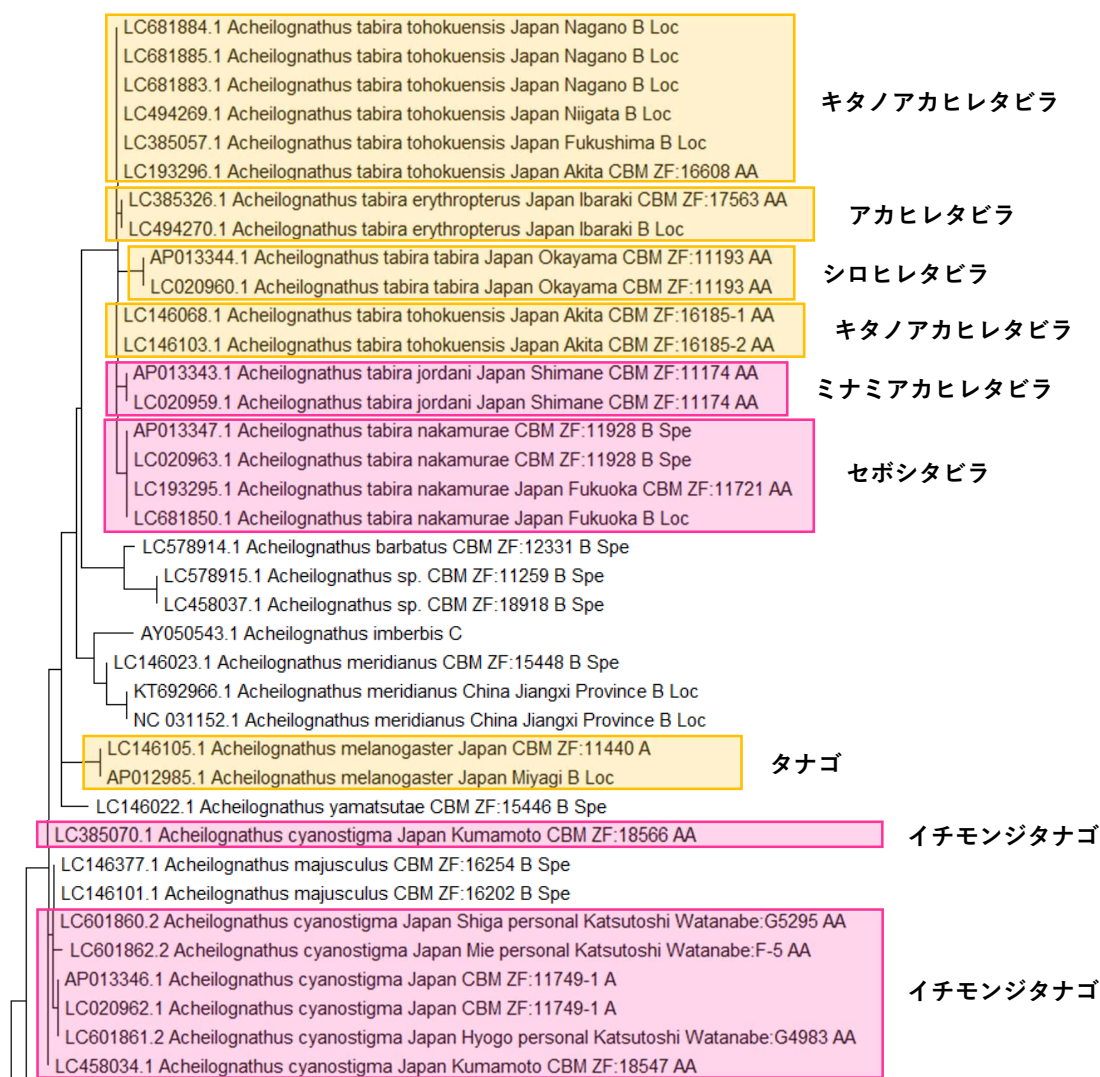 LC681884.1 Acheilognathus tabira tohokuensis Japan Nagano B Loc
LC681885.1 Acheilognathus tabira tohokuensis Japan Nagano B Loc
LC681883.1 Acheilognathus tabira tohokuensis Japan Nagano B Loc
キタノアカヒレタビラ
LC494269.1 Acheilognathus tabira tohokuensis Japan Niigata B Loc
LC385057.1 Acheilognathus tabira tohokuensis Japan Fukushima B Loc
LC193296.1 Acheilognathus tabira tohokuensis Japan Akita CBM ZF:16608 AA
LC385326.1 Acheilognathus tabira erythropterus Japan Ibaraki CBM ZF:17563 AA
アカヒレタビラ
LC494270.1 Acheilognathus tabira erythropterus Japan Ibaraki B Loc
AP013344.1 Acheilognathus tabira tabira Japan Okayama CBM ZF:11193 AA
シロヒレタビラ
LC020960.1 Acheilognathus tabira tabira Japan Okayama CBM ZF:11193 AA
LC146068.1 Acheilognathus tabira tohokuensis Japan Akita CBM ZF:16185-1 AA
キタノアカヒレタビラ
LC146103.1 Acheilognathus tabira tohokuensis Japan Akita CBM ZF:16185-2 AA
AP013343.1 Acheilognathus tabira jordani Japan Shimane CBM ZF:11174 AA
ミナミアカヒレタビラ
LC020959.1 Acheilognathus tabira jordani Japan Shimane CBM ZF:11174 AA
AP013347.1 Acheilognathus tabira nakamurae CBM ZF:11928 B Spe
LC020963.1 Acheilognathus tabira nakamurae CBM ZF:11928 B Spe
セボシタビラ
LC193295.1 Acheilognathus tabira nakamurae Japan Fukuoka CBM ZF:11721 AA
LC681850.1 Acheilognathus tabira nakamurae Japan Fukuoka B Loc
LC578914.1 Acheilognathus barbatus CBM ZF:12331 B Spe
LC578915.1 Acheilognathus sp. CBM ZF:11259 B Spe
LC458037.1 Acheilognathus sp. CBM ZF:18918 B Spe
AY050543.1 Acheilognathus imberbis C
LC146023.1 Acheilognathus meridianus CBM ZF:15448 B Spe
KT692966.1 Acheilognathus meridianus China Jiangxi Province B Loc
NC 031152.1 Acheilognathus meridianus China Jiangxi Province B Loc
LC146105.1 Acheilognathus melanogaster Japan CBM ZF:11440 A
タナゴ
AP012985.1 Acheilognathus melanogaster Japan Miyagi B Loc
LC146022.1 Acheilognathus yamatsutae CBM ZF:15446 B Spe
LC385070.1 Acheilognathus cyanostigma Japan Kumamoto CBM ZF:18566 AA
イチモンジタナゴ
LC146377.1 Acheilognathus majusculus CBM ZF:16254 B Spe
LC146101.1 Acheilognathus majusculus CBM ZF:16202 B Spe
LC601860.2 Acheilognathus cyanostigma Japan Shiga personal Katsutoshi Watanabe:G5295 AA
LC601862.2 Acheilognathus cyanostigma Japan Mie personal Katsutoshi Watanabe:F-5 AA
AP013346.1 Acheilognathus cyanostigma Japan CBM ZF:11749-1 A
イチモンジタナゴ
LC020962.1 Acheilognathus cyanostigma Japan CBM ZF:11749-1 A
LC601861.2 Acheilognathus cyanostigma Japan Hyogo personal Katsutoshi Watanabe:G4983 AA
LC458034.1 Acheilognathus cyanostigma Japan Kumamoto CBM ZF:18547 AA